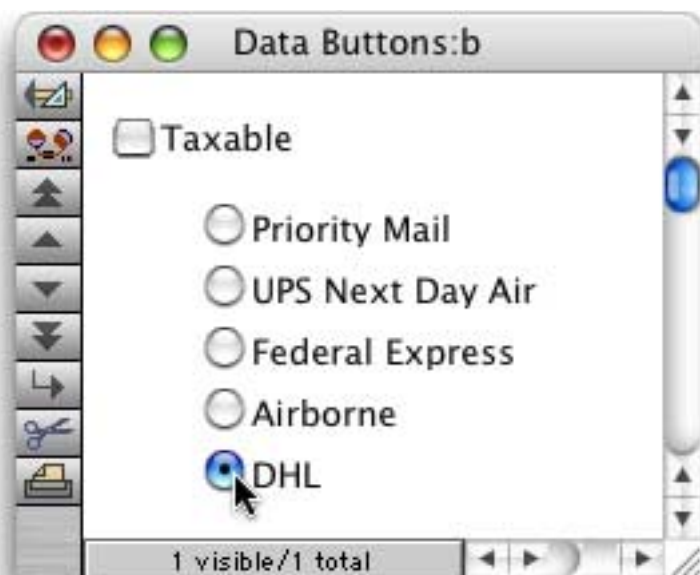 Data Buttons:b
Taxable
Priority Mail
UPS Next Day Air
Federal Express
Airborne
DHL
1 visible/1 total